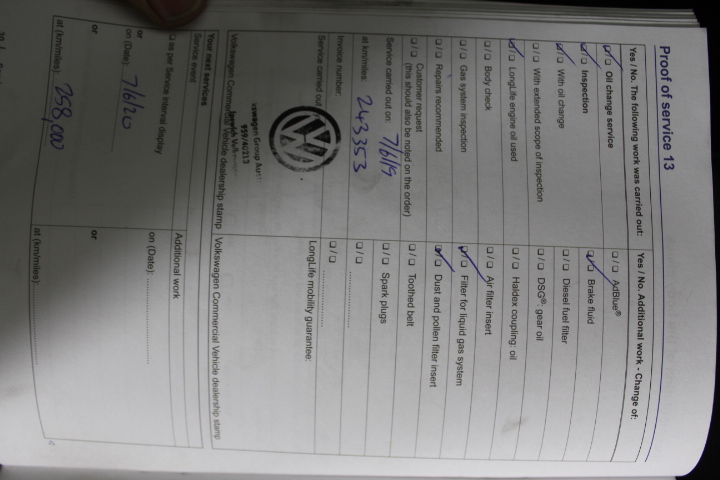 Proof of service 13
Yes / No. The following work was carried out:
☑/☐ Oil change service
☑/☐ Inspection
☑/☐ With oil change
☐/☐ With extended scope of inspection
☑/☐ LongLife engine oil used
☐/☐ Body check
☐/☐ Gas system inspection
☐/☐ Repairs recommended
☐/☐ Customer request
(this should also be noted on the order)
Service carried out on: 7/6/19
at km/miles: 243353
Invoice number:
Service carried out
Volkswagen Commercial Vehicle dealership stamp
Your next services
Service event
☐ as per Service interval display
or
on (Date): 7/6/20
or
at (km/miles): 258,000
Yes / No. Additional work - Change of:
☐/☐ AdBlue®
☑/☐ Brake fluid
☐/☐ Diesel fuel filter
☐/☐ DSG®: gear oil
☐/☐ Haldex coupling: oil
☐/☐ Air filter insert
☑/☐ Filter for liquid gas system
☑/☐ Dust and pollen filter insert
☐/☐ Toothed belt
☐/☐ Spark plugs
☐/☐
☐/☐
LongLife mobility guarantee:
Volkswagen Commercial Vehicle dealership stamp
Additional work
on (Date):
or
at (km/miles):